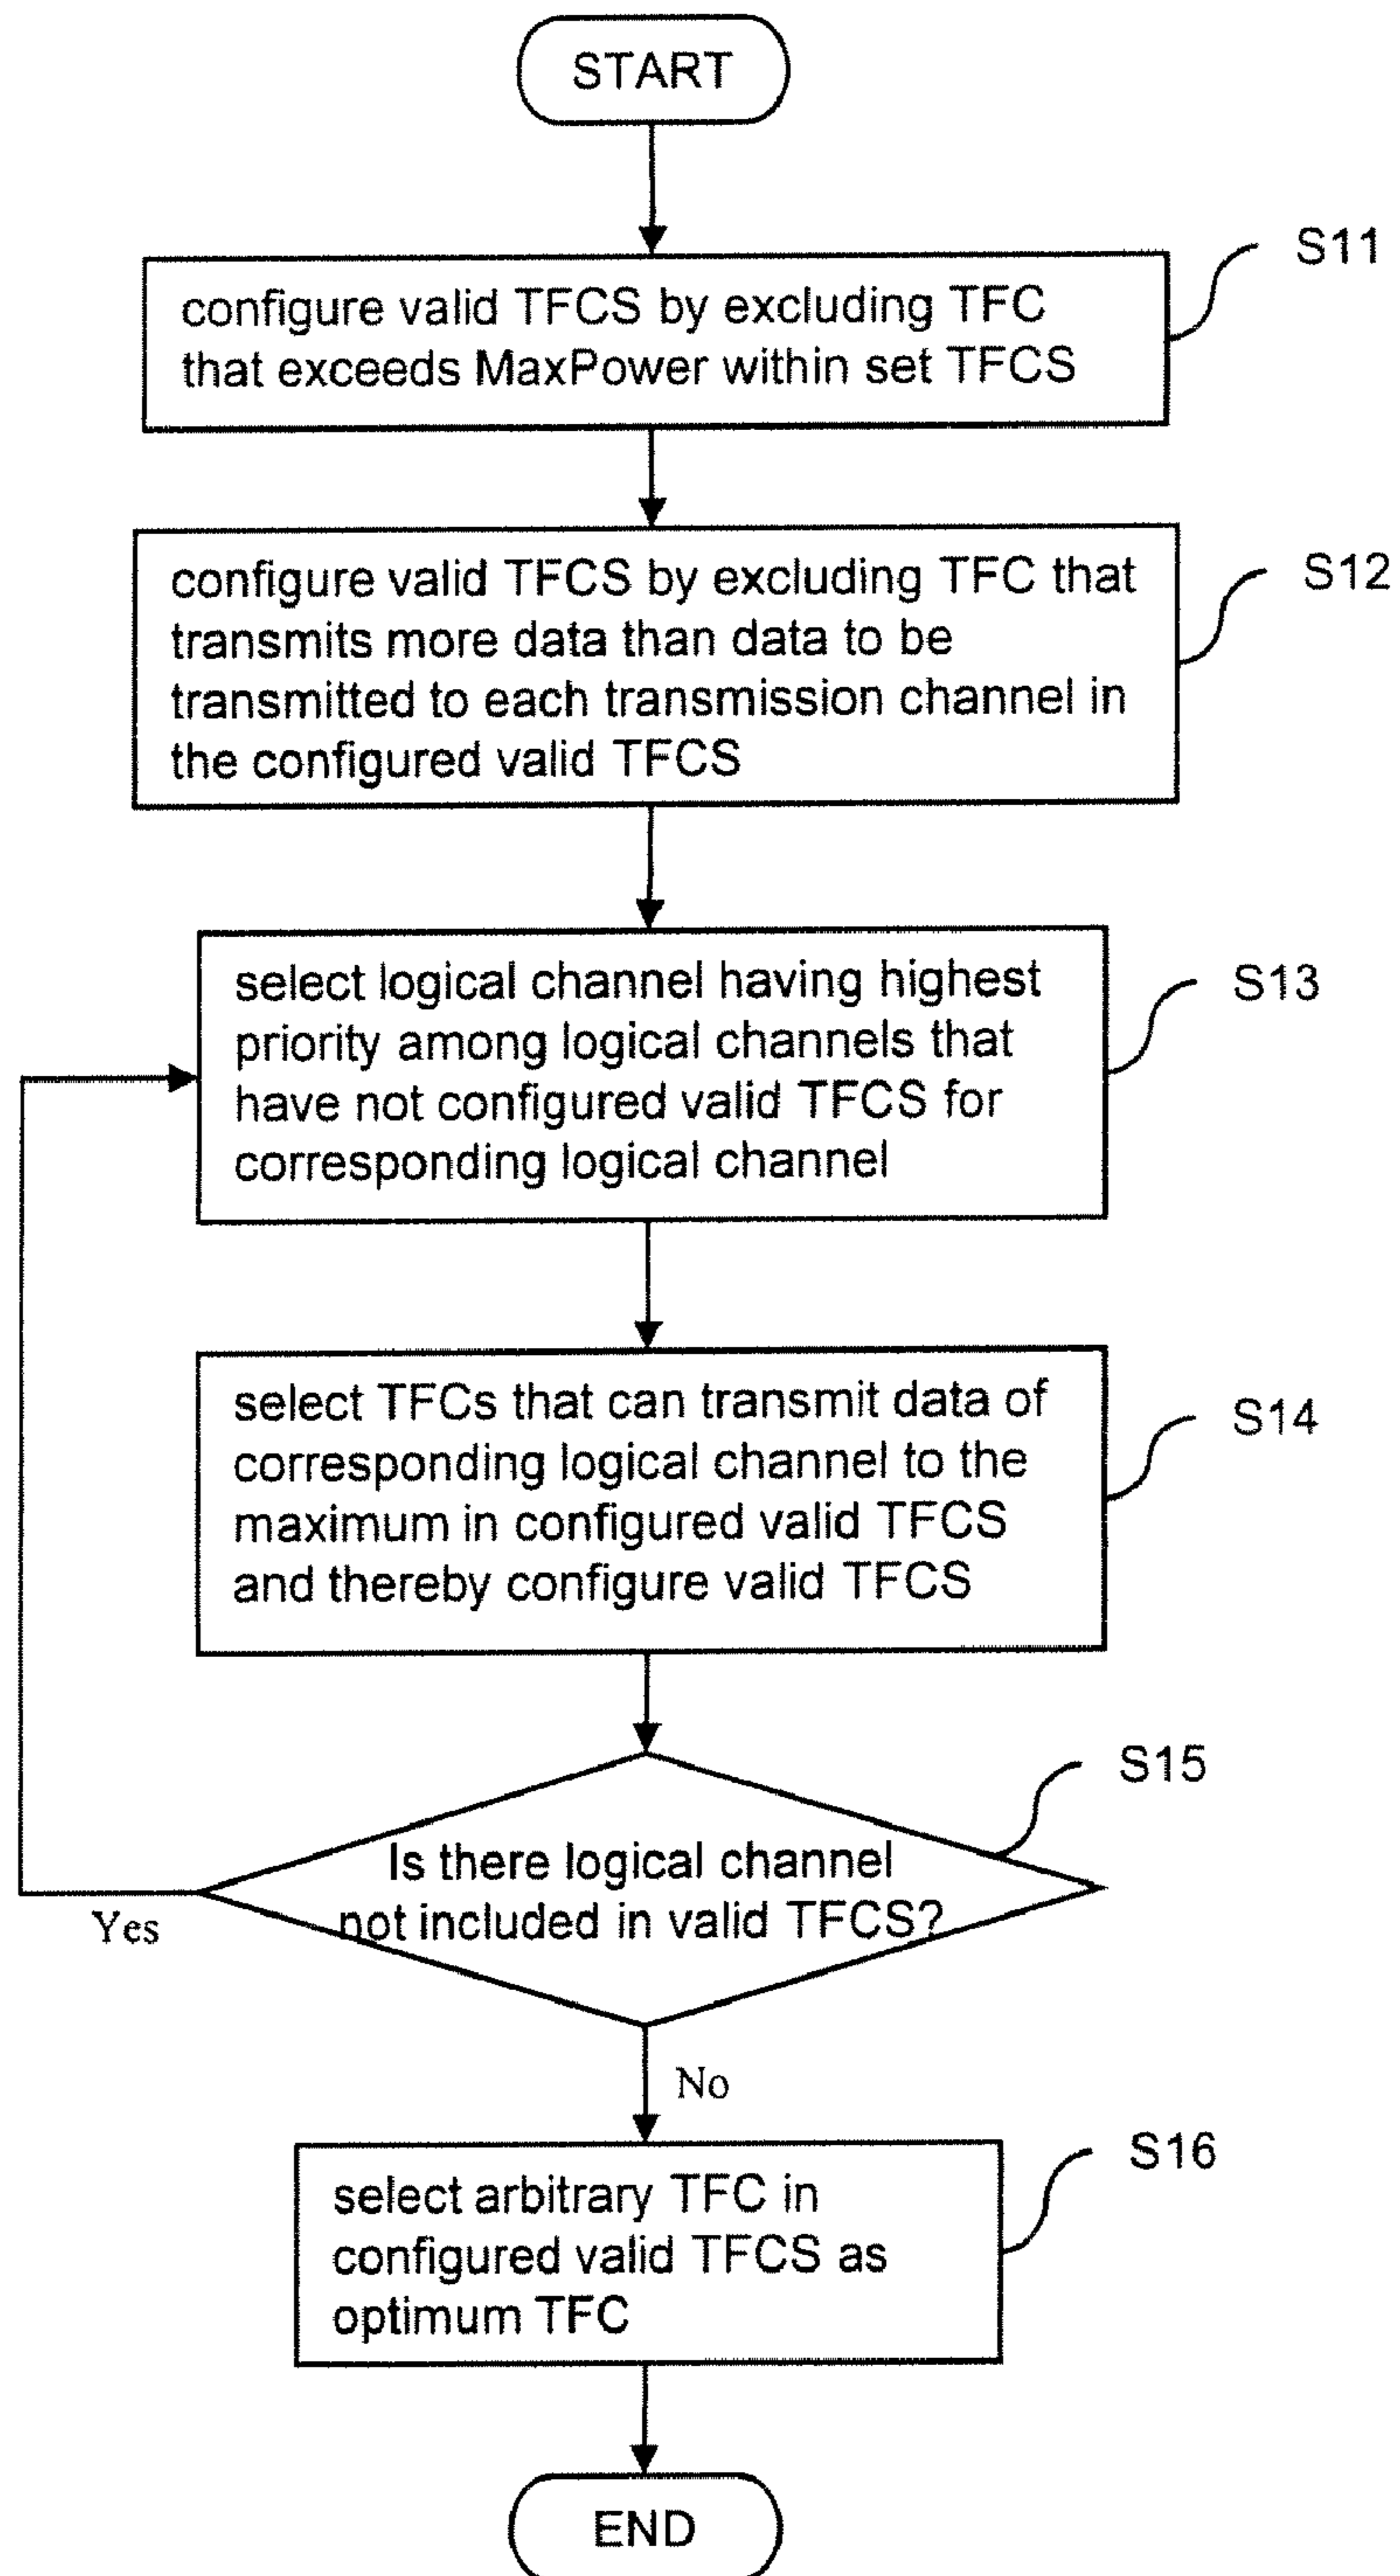 START
S11
configure valid TFCS by excluding TFC
that exceeds MaxPower within set TFCS
S12
configure valid TFCS by excluding TFC that
transmits more data than data to be
transmitted to each transmission channel in
the configured valid TFCS
S13
select logical channel having highest
priority among logical channels that
have not configured valid TFCS for
corresponding logical channel
S14
select TFCs that can transmit data of
corresponding logical channel to the
maximum in configured valid TFCS
and thereby configure valid TFCS
S15
Is there logical channel
not included in valid TFCS?
Yes
No
S16
select arbitrary TFC in
configured valid TFCS as
optimum TFC
END